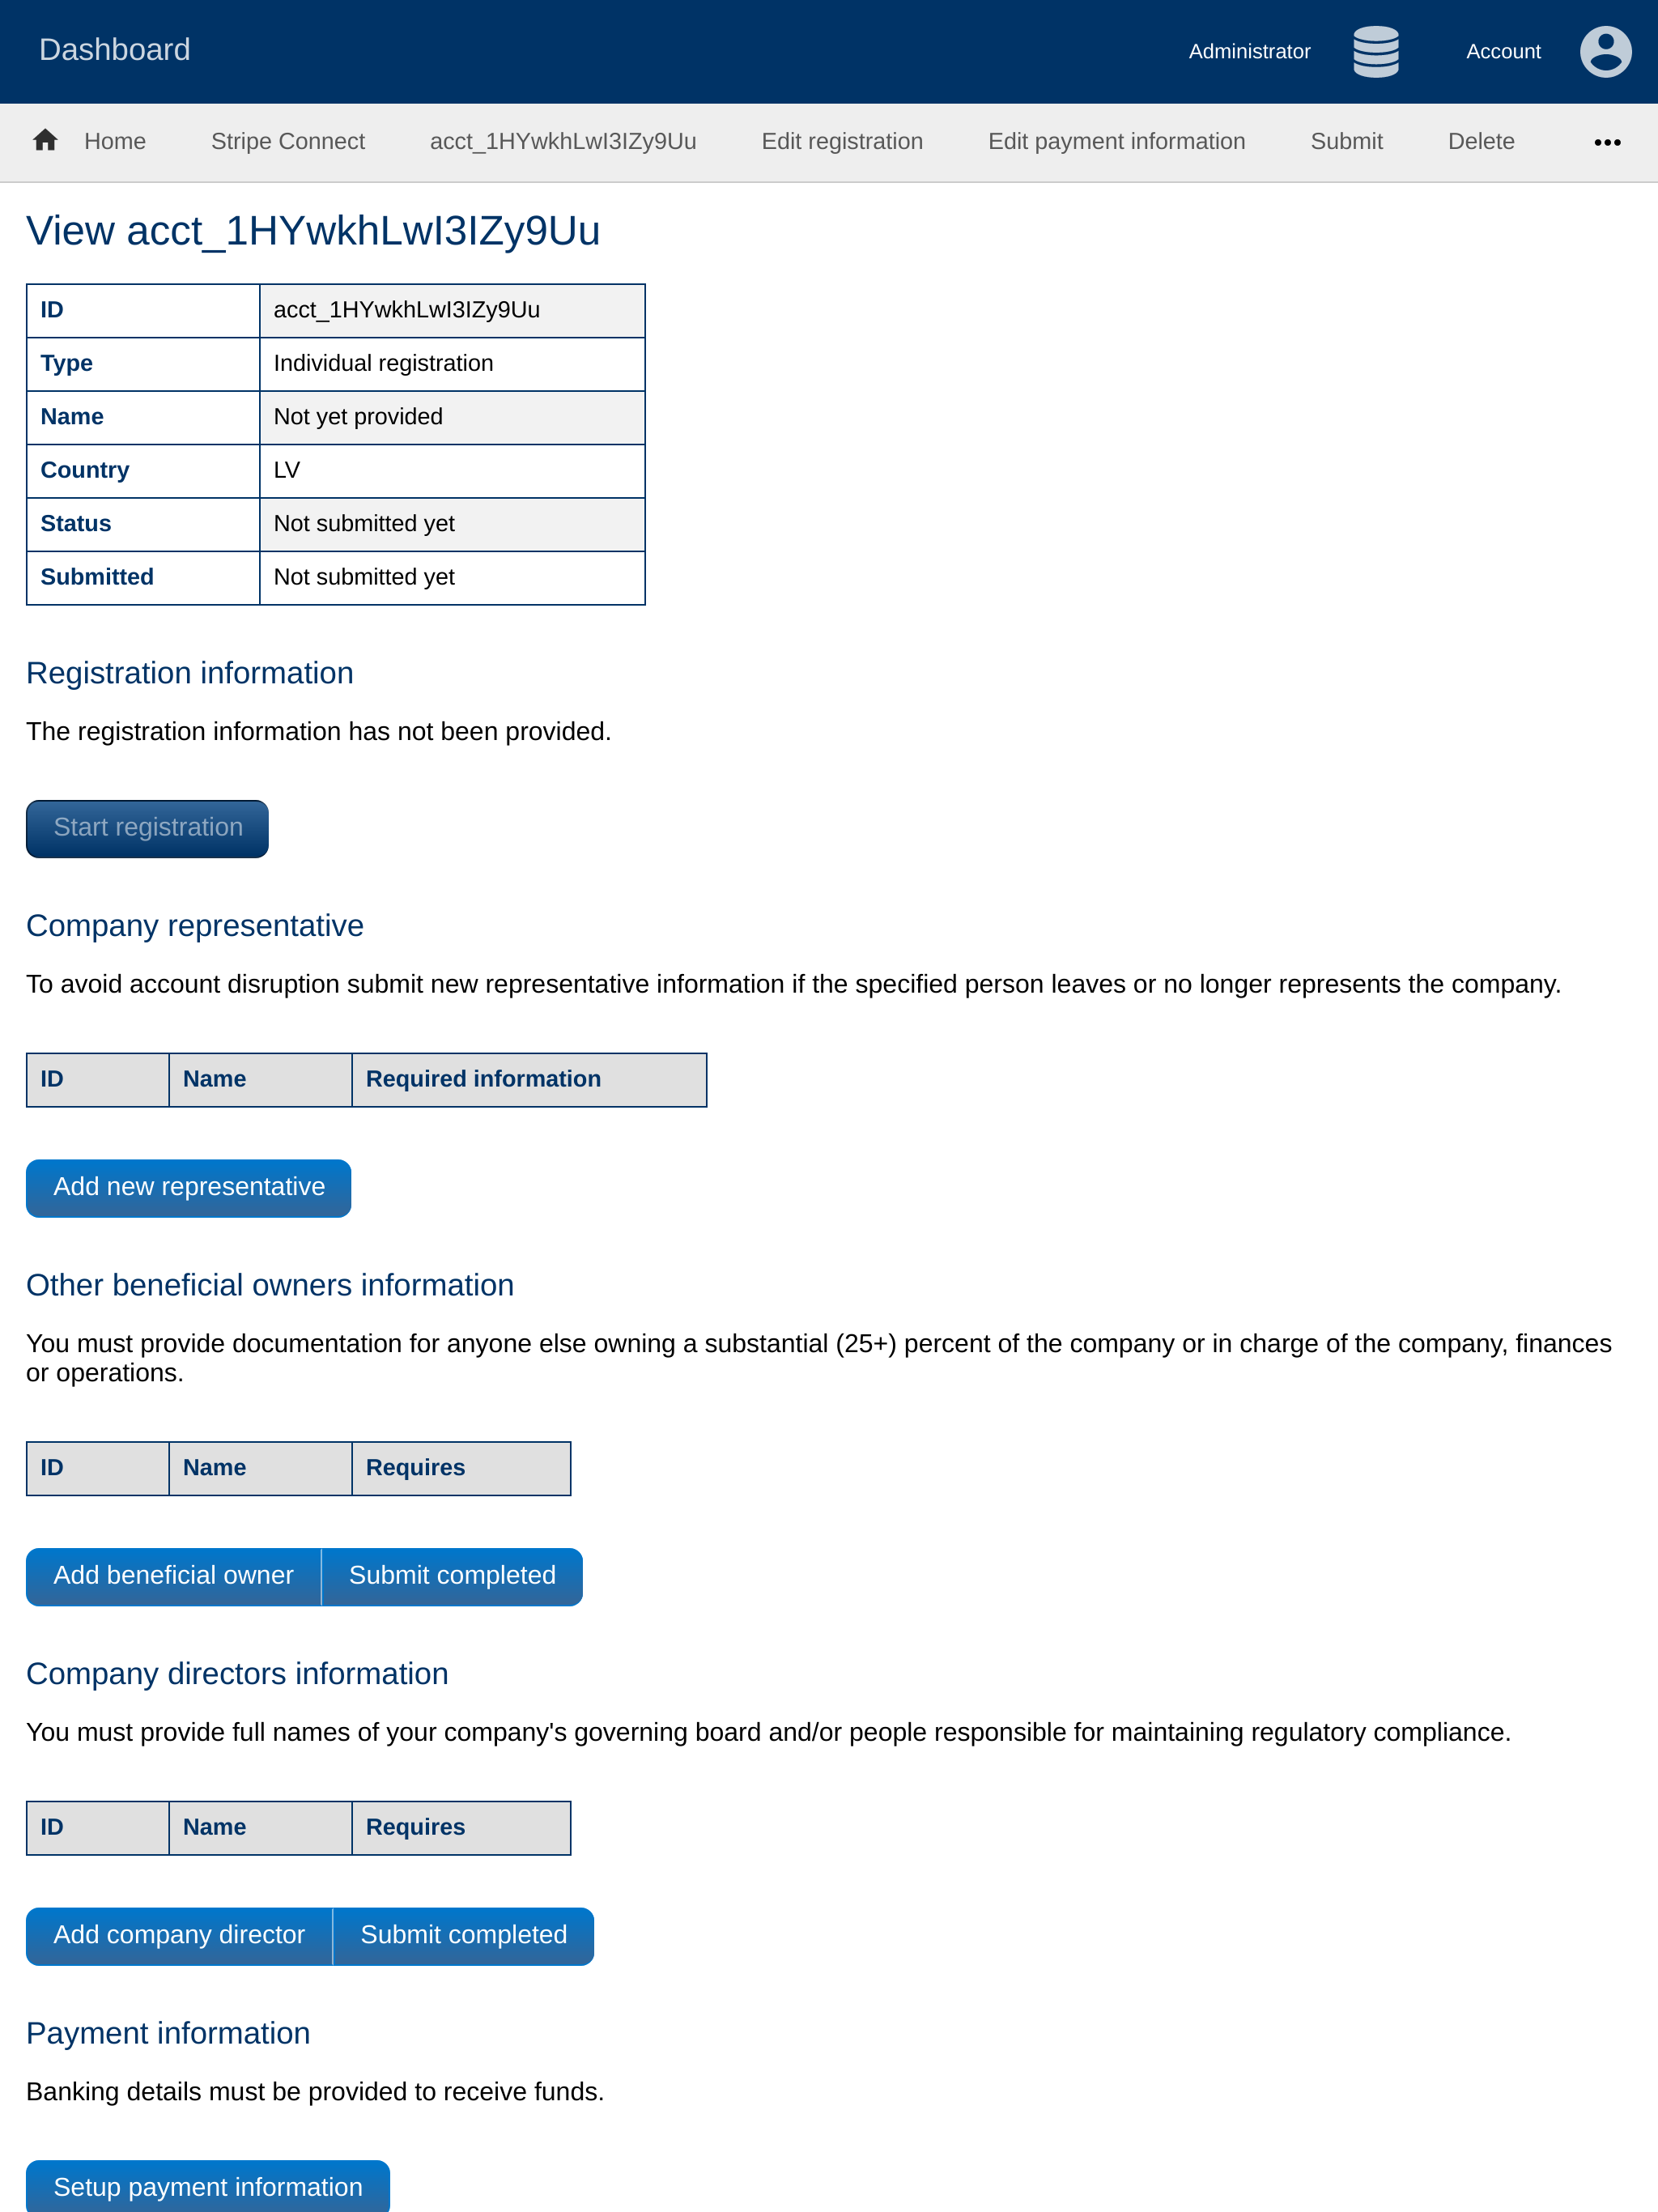 Dashboard
Administrator
Account
Home
Stripe Connect
acct_1HYwkhLwI3IZy9Uu
Edit registration
Edit payment information
Submit
Delete
View acct_1HYwkhLwI3IZy9Uu
ID acct_1HYwkhLwI3IZy9Uu
Type Individual registration
Name Not yet provided
Country LV
Status Not submitted yet
Submitted Not submitted yet
Registration information
The registration information has not been provided.
Start registration
Company representative
To avoid account disruption submit new representative information if the specified person leaves or no longer represents the company.
ID Name Required information
Add new representative
Other beneficial owners information
You must provide documentation for anyone else owning a substantial (25+) percent of the company or in charge of the company, finances
or operations.
ID Name Requires
Add beneficial owner Submit completed
Company directors information
You must provide full names of your company's governing board and/or people responsible for maintaining regulatory compliance.
ID Name Requires
Add company director Submit completed
Payment information
Banking details must be provided to receive funds.
Setup payment information